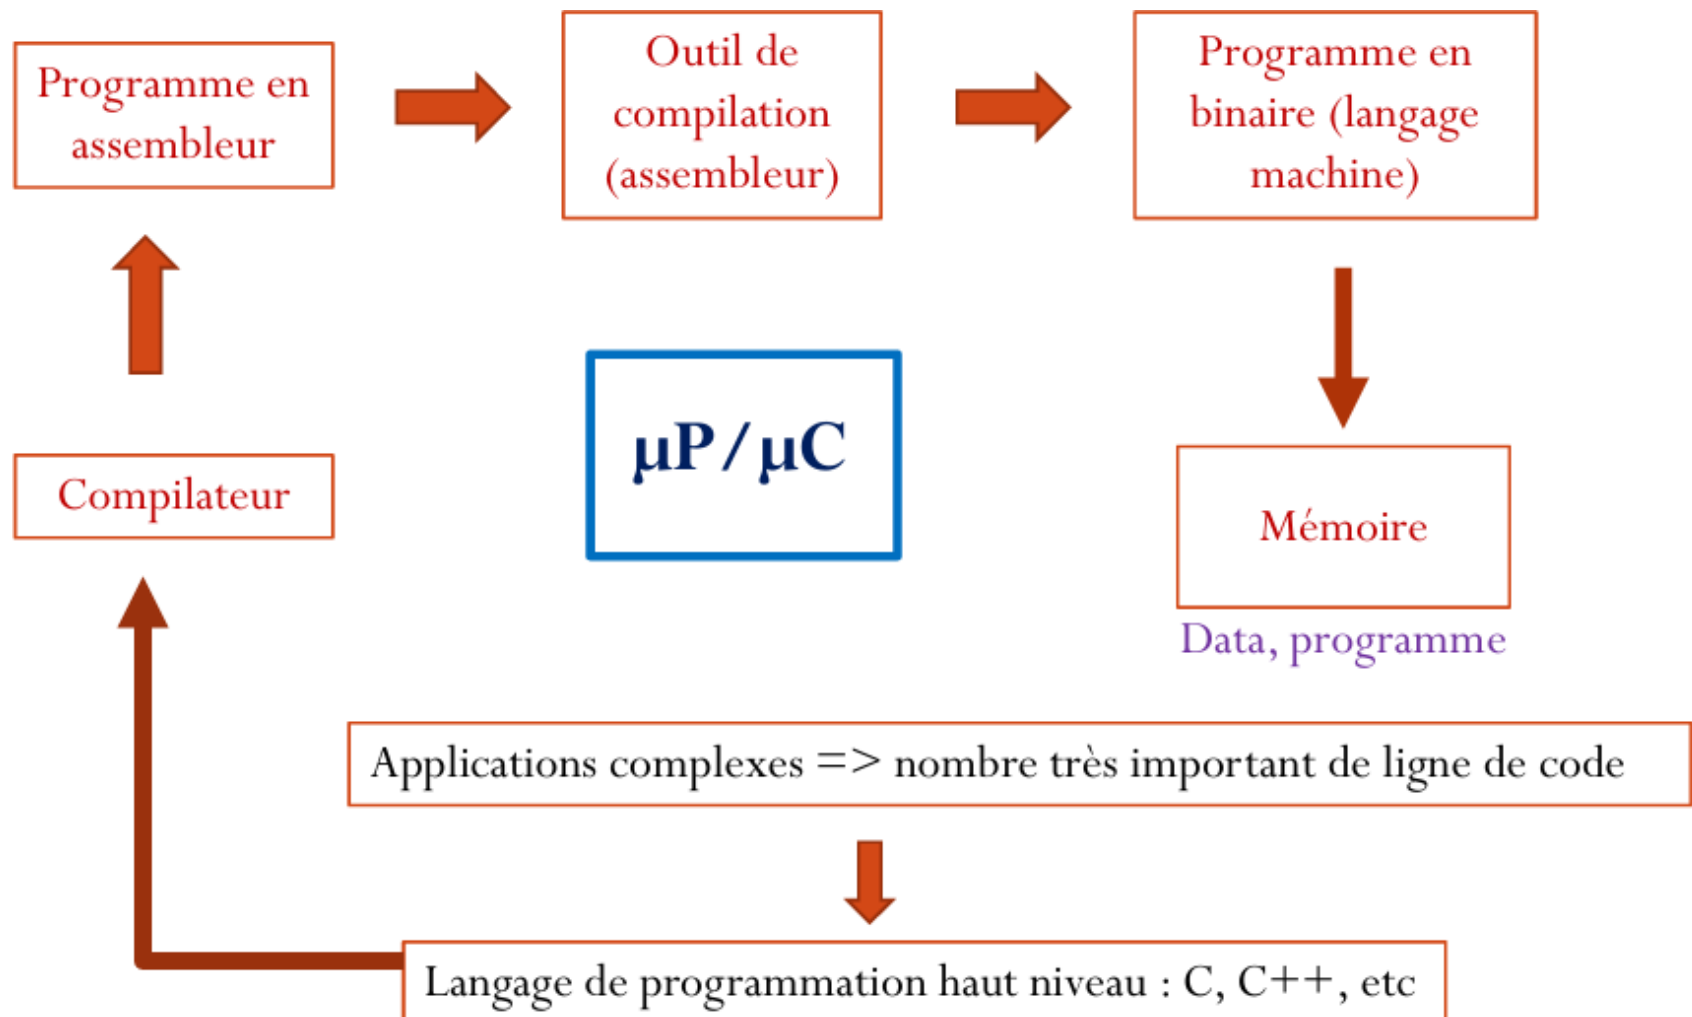 Programme en
assembleur
Outil de
compilation
(assembleur)
Programme en
binaire (langage
machine)
µP/µC
Compilateur
Mémoire
Data, programme
Applications complexes => nombre très important de ligne de code
Langage de programmation haut niveau : C, C++, etc